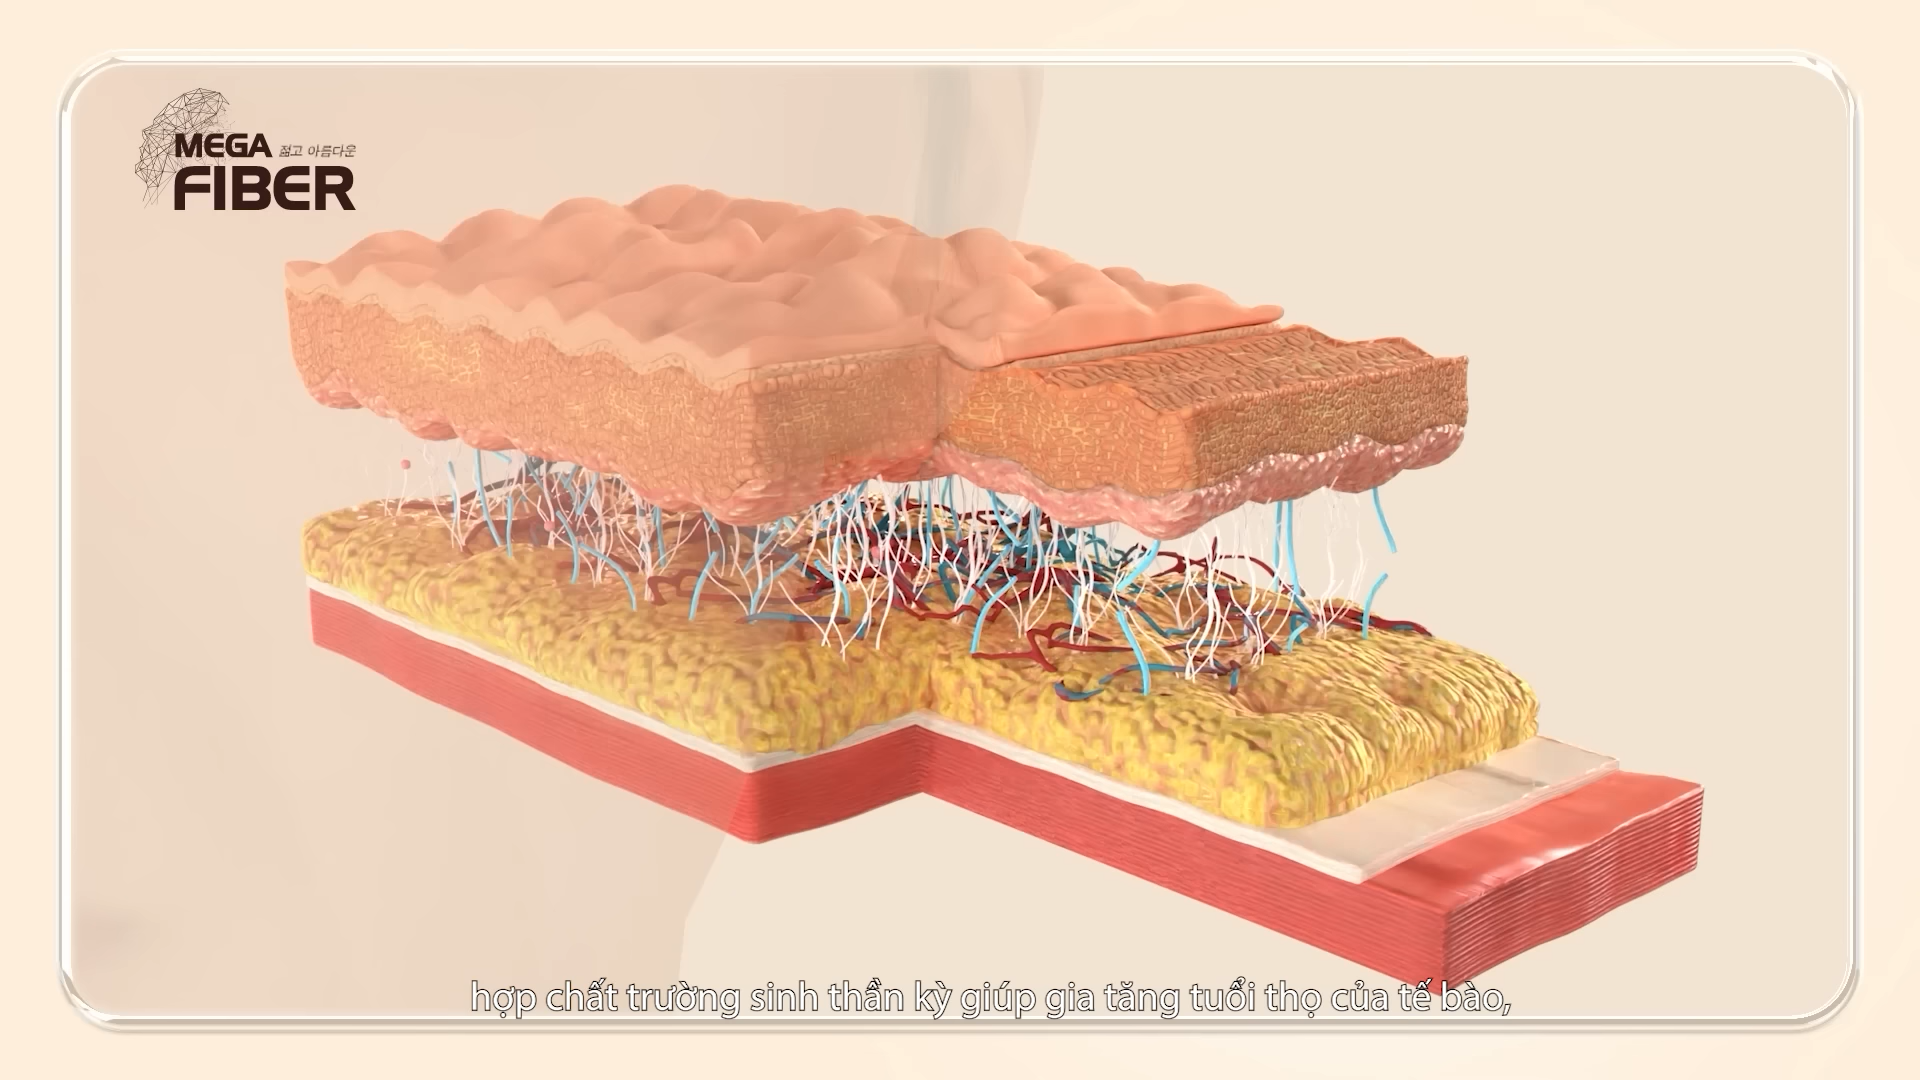 MEGA 젊고 아름다운
FIBER
hợp chất trường sinh thần kỳ giúp gia tăng tuổi thọ của tế bào,